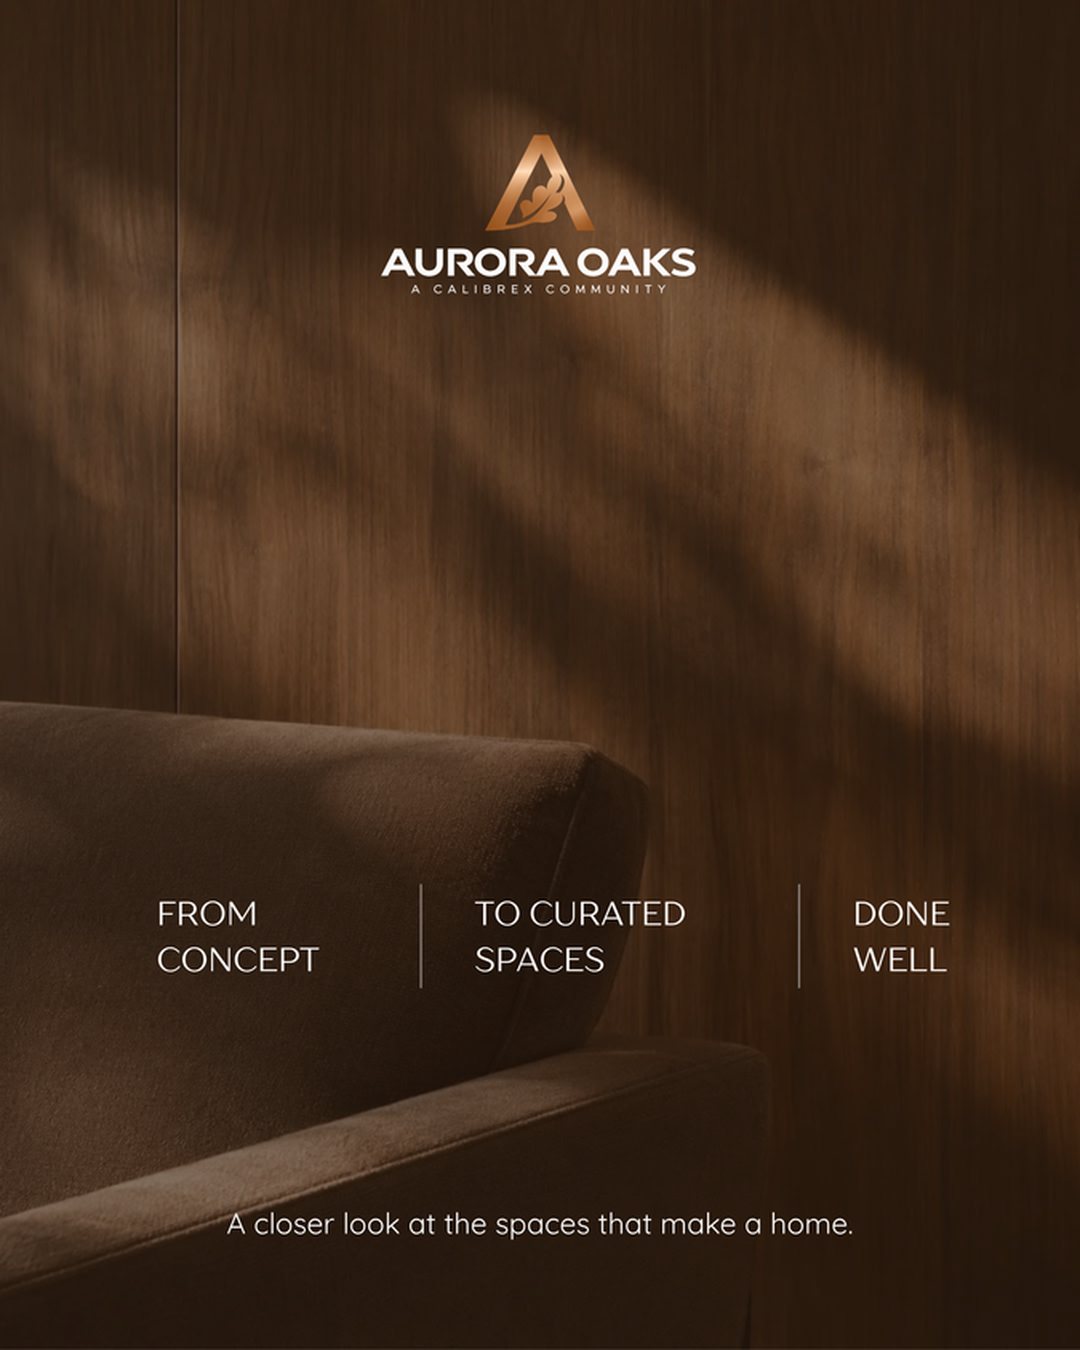 AURORA OAKS
A CALIBREX COMMUNITY
FROM
CONCEPT
TO CURATED
SPACES
DONE
WELL
A closer look at the spaces that make a home.